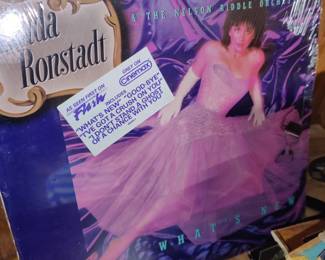 & THE NELSON RIDDLE ORCHE
nda
Ronstadt
AS SEEN FIRST ON
ONLY ON
Cinemax
INCLUDES
"WHAT'S NEW" "GOOD-BYE"
"I'VE GOT A CRUSH ON YOU"
"I DON'T STAND A GHOST
OF A CHANCE WITH YOU"
WHAT'S NEW